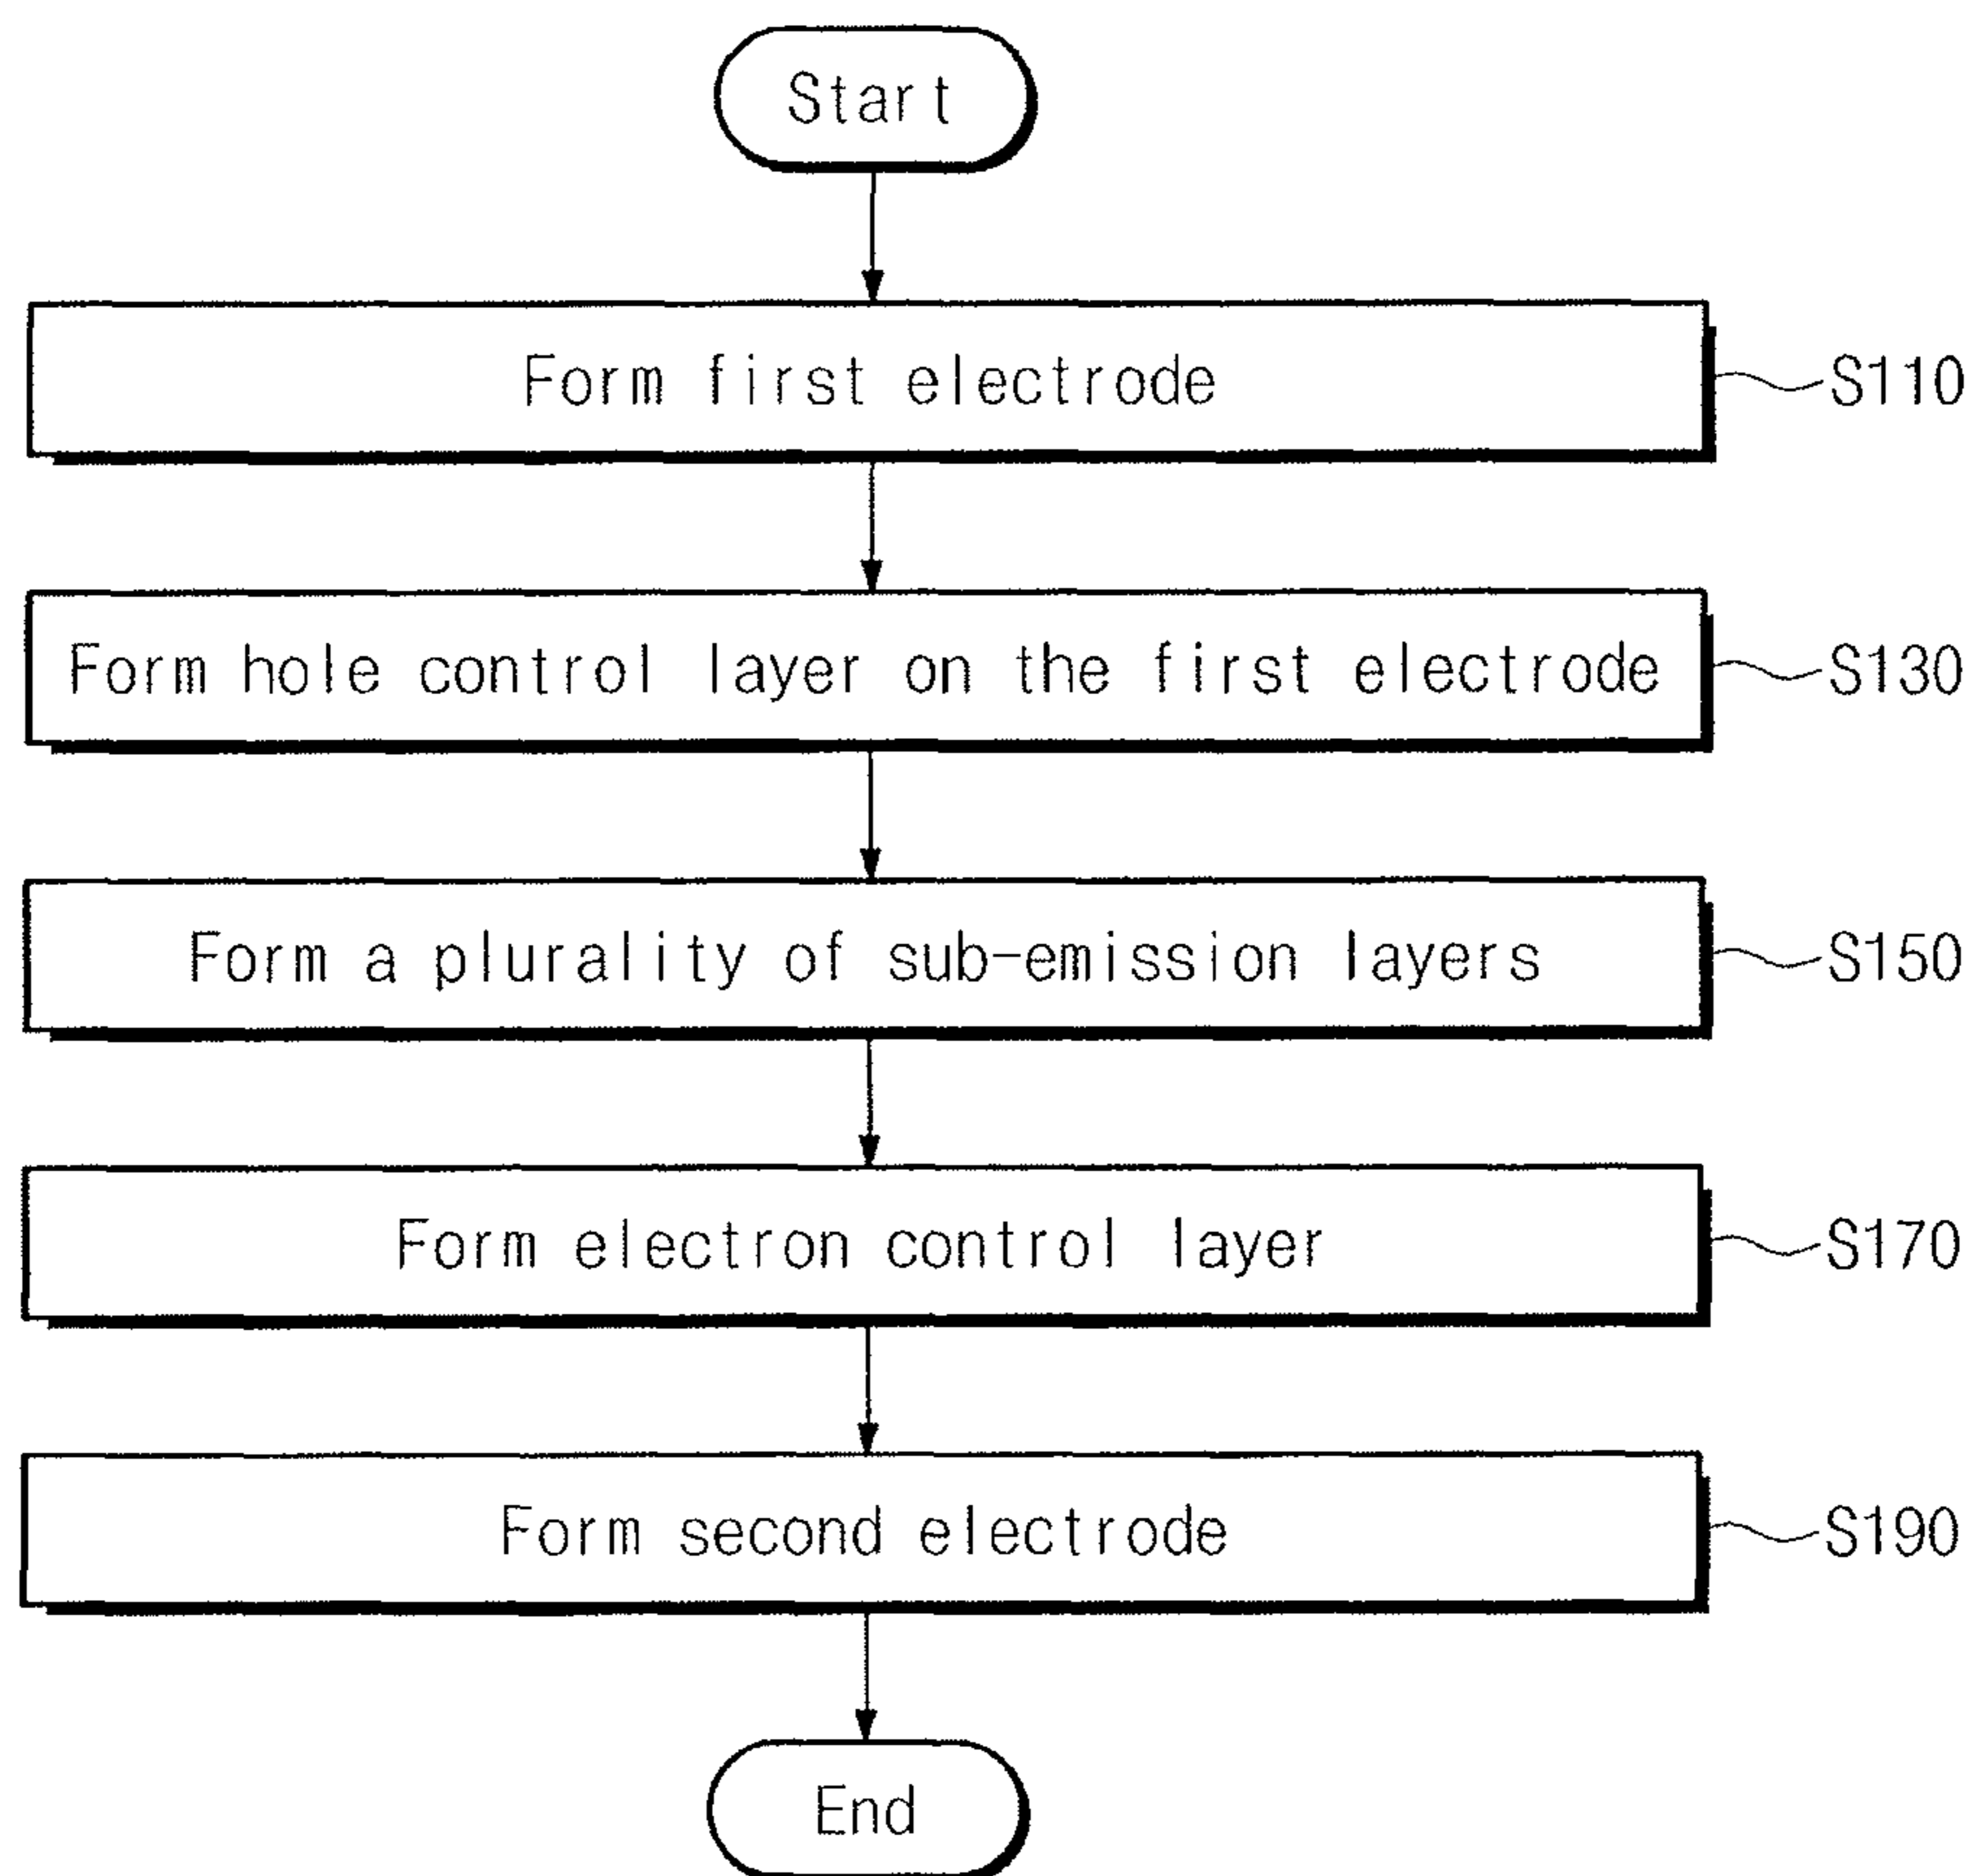 Start
Form first electrode S110
Form hole control layer on the first electrode S130
Form a plurality of sub-emission layers S150
Form electron control layer S170
Form second electrode S190
End